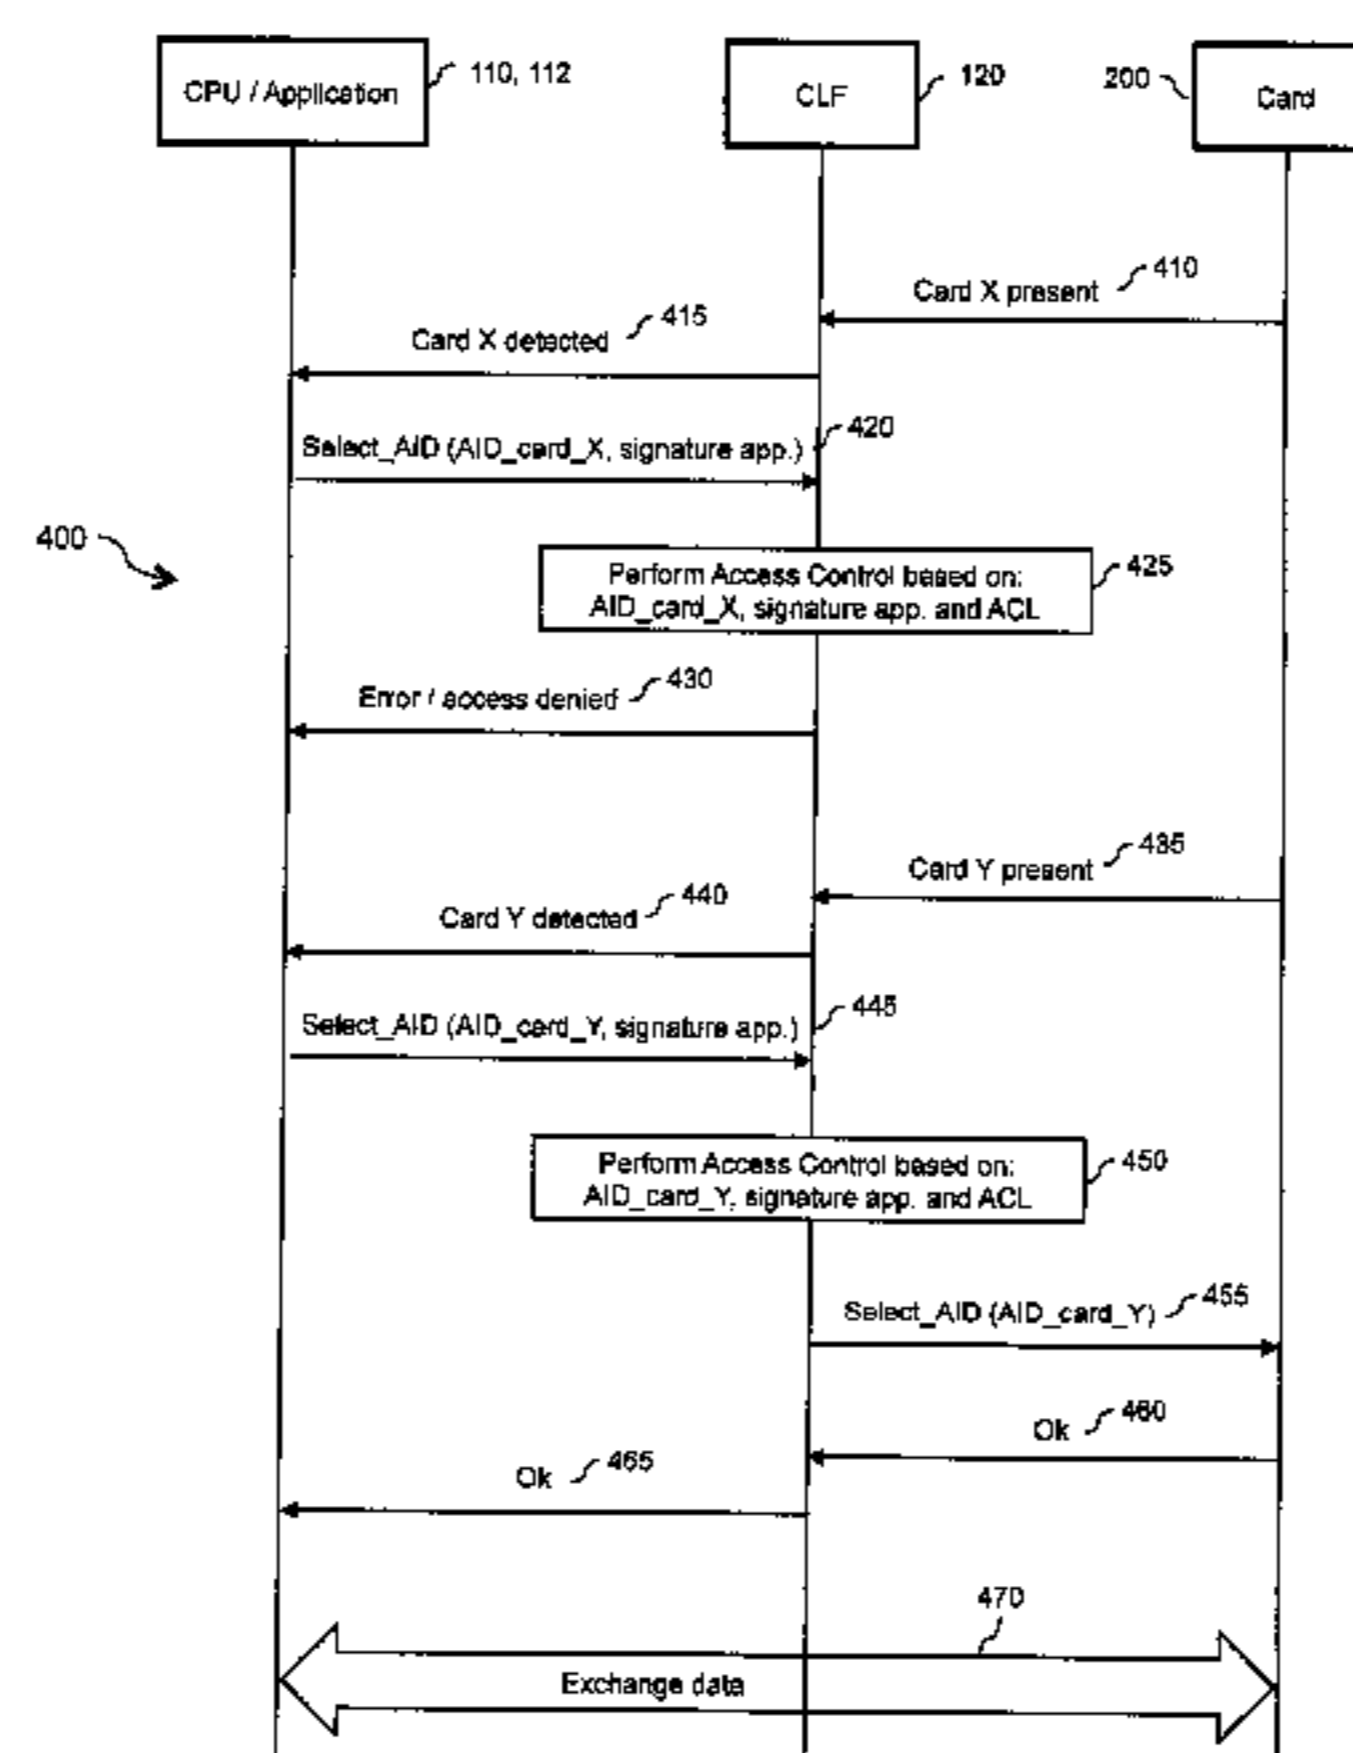 CPU / Application
110, 112
CLF
120
200
Card
Card X present
410
Card X detected
415
Select_AID (AID_card_X, signature app.)
420
400
Perform Access Control based on:
AID_card_X, signature app. and ACL
425
Error / access denied
430
Card Y present
435
Card Y detected
440
Select_AID (AID_card_Y, signature app.)
445
Perform Access Control based on:
AID_card_Y, signature app. and ACL
450
Select_AID (AID_card_Y)
455
Ok
460
Ok
465
470
Exchange data